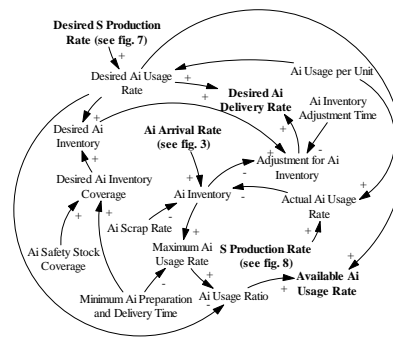 Desired S Production
Rate (see fig. 7)
+
Desired Ai Usage
Rate
+
+
+
Ai Usage per Unit
Desired Ai
Delivery Rate
Ai Inventory
Adjustment Time
Desired Ai
Inventory
Ai Arrival Rate
(see fig. 3)
+
+
-
+
+
Adjustment for Ai
Inventory
-
Desired Ai Inventory
Coverage
Ai Inventory
-
Actual Ai Usage
Rate
+
+
+
-
Ai Scrap Rate
+
Maximum Ai
Usage Rate
+
Ai Safety Stock
Coverage
S Production Rate
(see fig. 8)
+
-
+
Minimum Ai Preparation
and Delivery Time
-
Ai Usage Ratio
+
Available Ai
Usage Rate
+